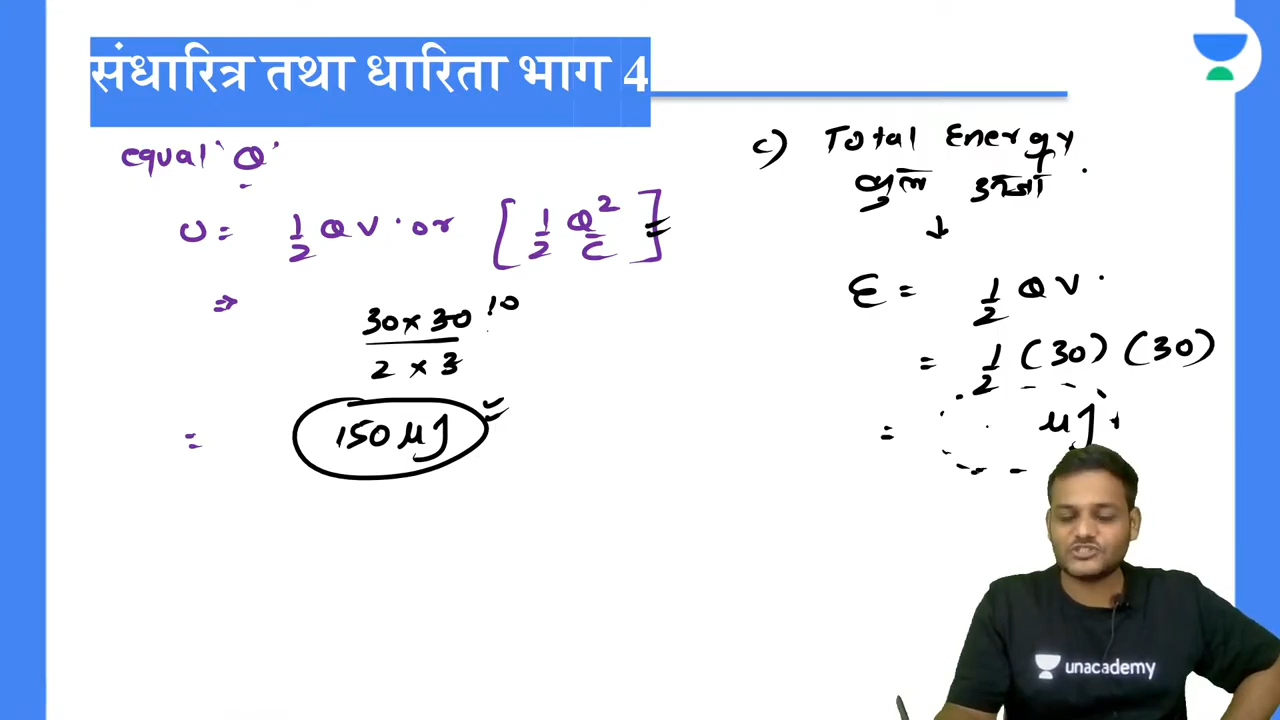 संधारित्र तथा धारिता भाग 4
equal 'Q'
U = 1/2 QV or [1/2 Q²/C]
⇒ 30 × 30 10
2 × 3
= 150 μJ
c) Total Energy
कुल ऊर्जा
↓
E = 1/2 QV
= 1/2 (30) (30)
= μJ
unacademy